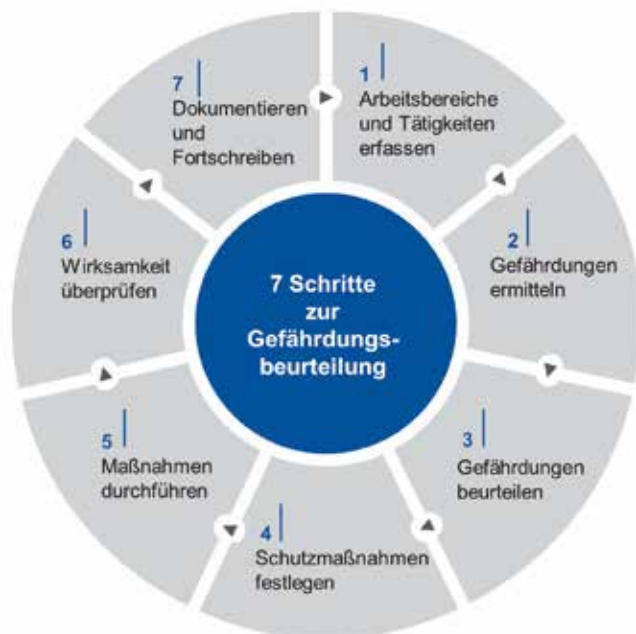 7 Schritte
zur
Gefährdungs-
beurteilung
1
Arbeitsbereiche
und Tätigkeiten
erfassen
2
Gefährdungen
ermitteln
3
Gefährdungen
beurteilen
4
Schutzmaßnahmen
festlegen
5
Maßnahmen
durchführen
6
Wirksamkeit
überprüfen
7
Dokumentieren
und
Fortschreiben